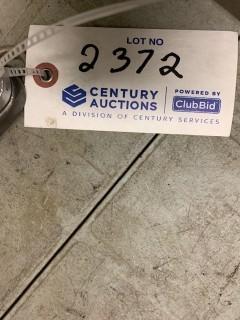 LOT NO
2372
CENTURY AUCTIONS
POWERED BY
ClubBid
A DIVISION OF CENTURY SERVICES